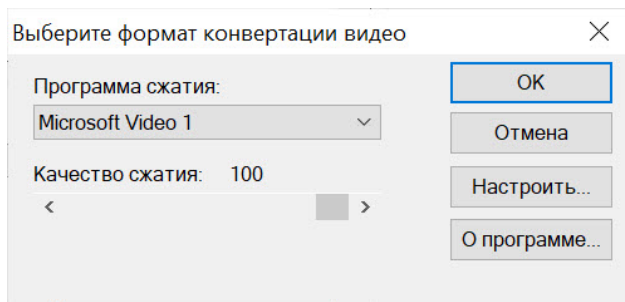 Выберите формат конвертации видео
Программа сжатия:
Microsoft Video 1
Качество сжатия: 100
OK
Отмена
Настроить...
О программе...